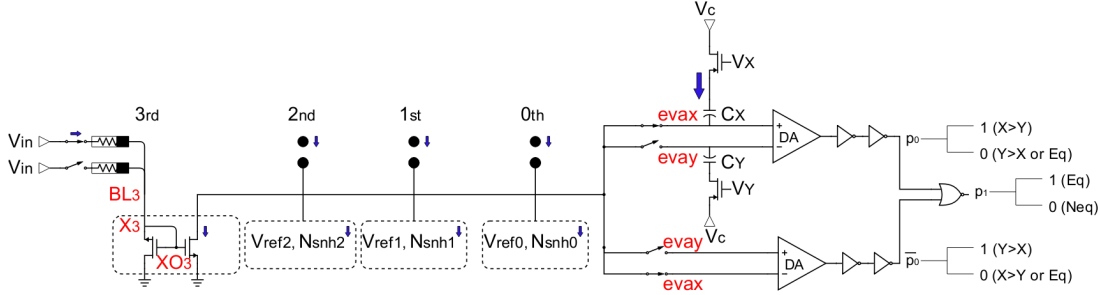 Vc
VX
3rd
2nd
1st
0th
evax
CX
Vin
+
DA
−
p0
1 (X>Y)
0 (Y>X or Eq)
Vin
evay
CY
BL3
VY
p1
1 (Eq)
0 (Neq)
X3
Vc
XO3
Vref2, Nsnh2
Vref1, Nsnh1
Vref0, Nsnh0
evay
+
DA
−
p̅0
1 (Y>X)
0 (X>Y or Eq)
evax